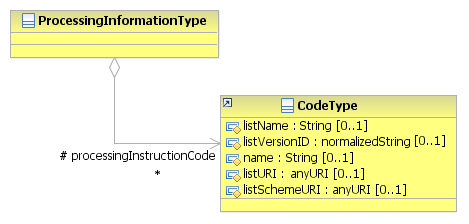 ProcessingInformationType
CodeType
listName : String [0..1]
listVersionID : normalizedString [0..1]
name : String [0..1]
listURI : anyURI [0..1]
listSchemeURI : anyURI [0..1]
# processingInstructionCode
*